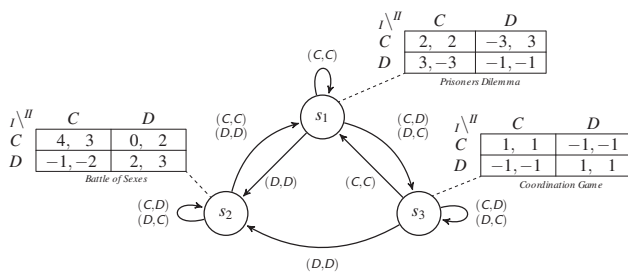 I\II C D
C 2, 2 −3, 3
D 3,−3 −1,−1
Prisoners Dilemma
(C,C)
s1
I\II C D
C 4, 3 0, 2
D −1,−2 2, 3
Battle of Sexes
(C,C)
(D,D)
(C,D)
(D,C)
I\II C D
C 1, 1 −1,−1
D −1,−1 1, 1
Coordination Game
(D,D)
(C,C)
(C,D)
(D,C)
s2
s3
(C,D)
(D,C)
(D,D)